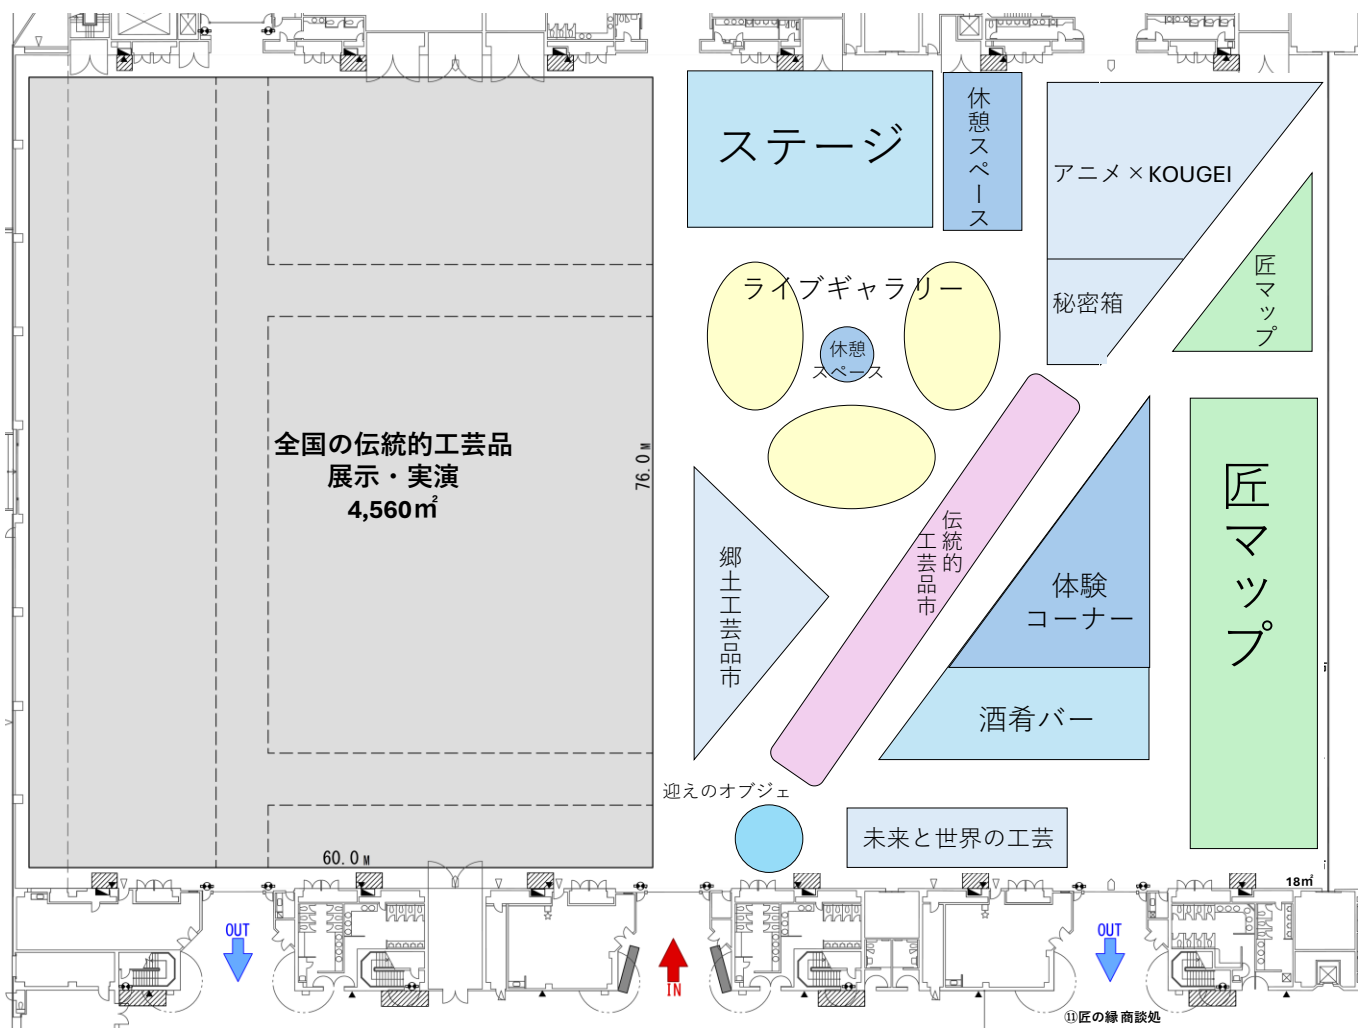 ステージ
休憩スペース
アニメ×KOUGEI
匠マップ
秘密箱
ライブギャラリー
休憩
スペース
全国の伝統的工芸品
展示・実演
4,560㎡
76.0M
60.0M
伝統的
工芸品市
郷土工芸品市
体験
コーナー
匠マップ
酒肴バー
迎えのオブジェ
未来と世界の工芸
18㎡
OUT
IN
OUT
⑪匠の縁 商談処